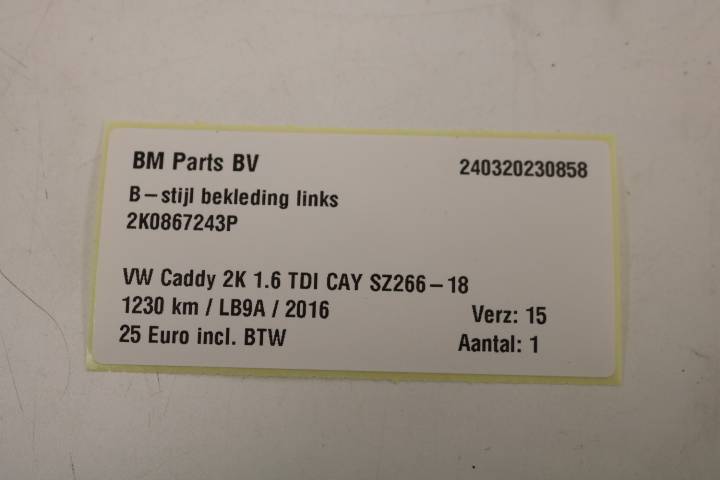 BM Parts BV 240320230858
B-stijl bekleding links
2K0867243P
VW Caddy 2K 1.6 TDI CAY SZ266-18
1230 km / LB9A / 2016 Verz: 15
25 Euro incl. BTW Aantal: 1